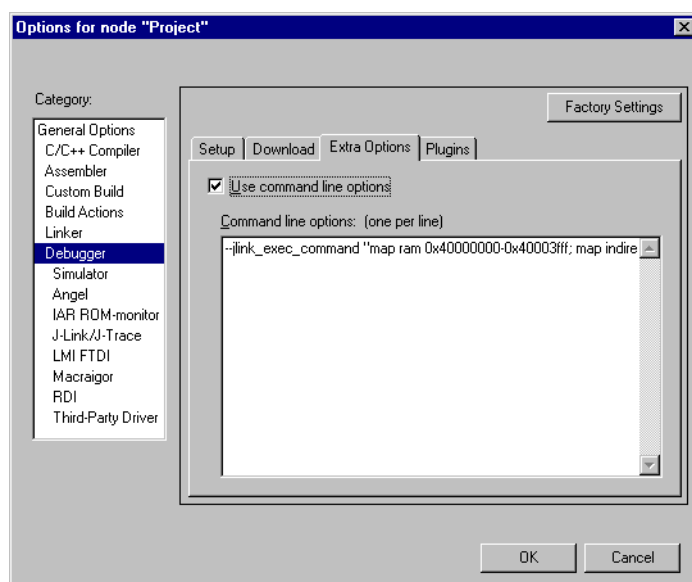 Options for node "Project"
Category:
Factory Settings
General Options
C/C++ Compiler
Assembler
Custom Build
Build Actions
Linker
Debugger
Simulator
Angel
IAR ROM-monitor
J-Link/J-Trace
LMI FTDI
Macraigor
RDI
Third-Party Driver
Setup Download Extra Options Plugins
Use command line options
Command line options: (one per line)
--jlink_exec_command "map ram 0x40000000-0x40003fff; map indire
OK Cancel